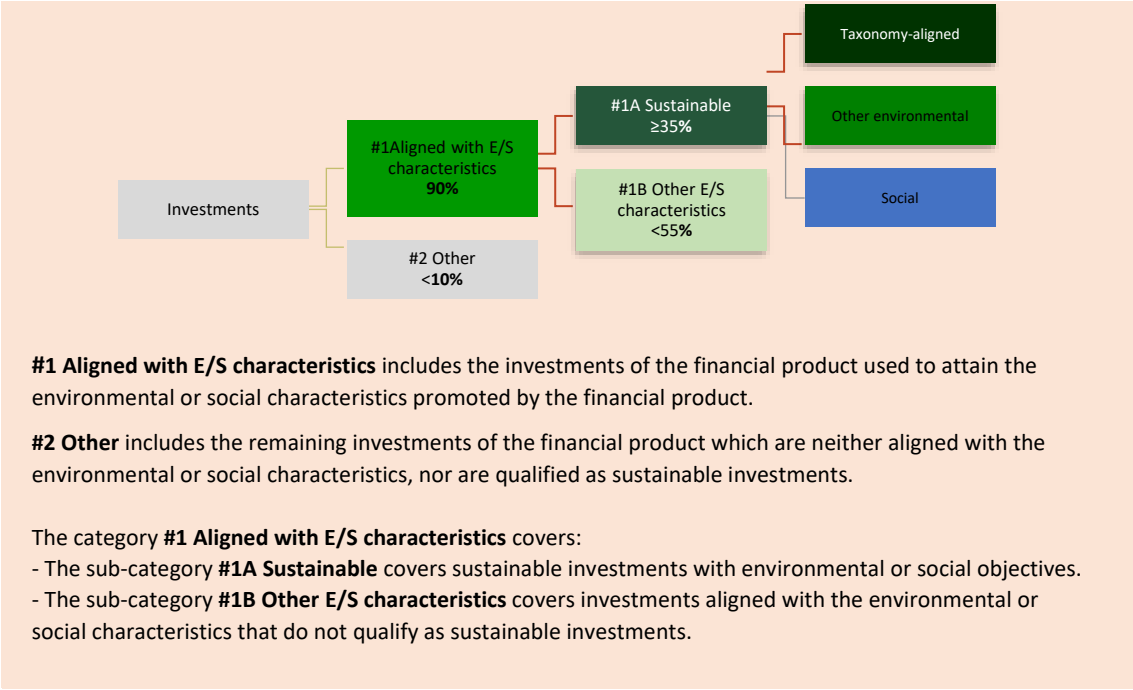 Taxonomy-aligned
#1A Sustainable
≥35%
Other environmental
#1Aligned with E/S
characteristics
90%
#1B Other E/S
characteristics
<55%
Social
Investments
#2 Other
<10%
#1 Aligned with E/S characteristics includes the investments of the financial product used to attain the
environmental or social characteristics promoted by the financial product.
#2 Other includes the remaining investments of the financial product which are neither aligned with the
environmental or social characteristics, nor are qualified as sustainable investments.
The category #1 Aligned with E/S characteristics covers:
- The sub-category #1A Sustainable covers sustainable investments with environmental or social objectives.
- The sub-category #1B Other E/S characteristics covers investments aligned with the environmental or
social characteristics that do not qualify as sustainable investments.